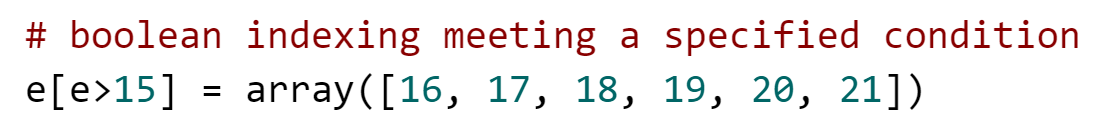 # boolean indexing meeting a specified condition
e[e>15] = array([16, 17, 18, 19, 20, 21])